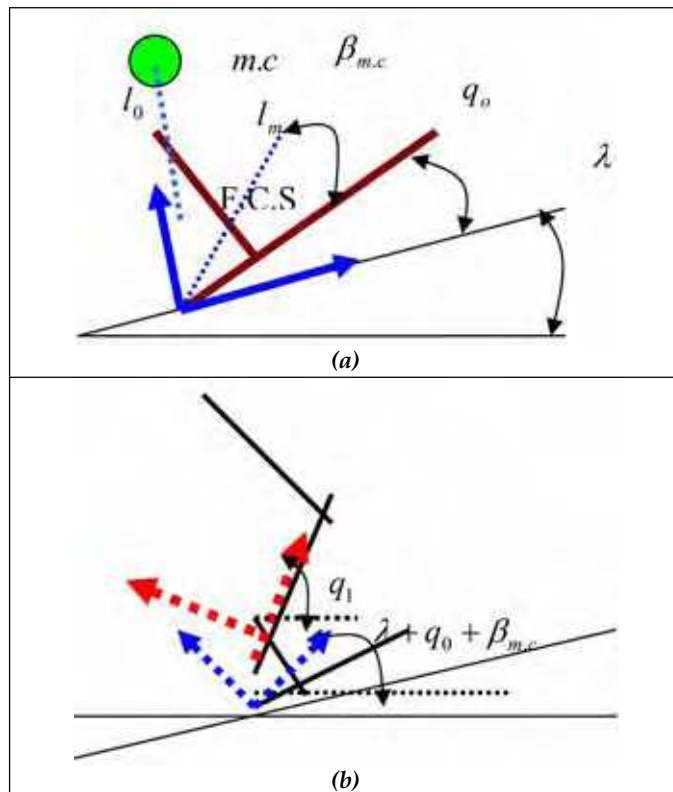 m.c β_{m.c}
l_0 l_m q_o
λ
F.C.S
(a)
q_1
λ + q_0 + β_{m.c}
(b)